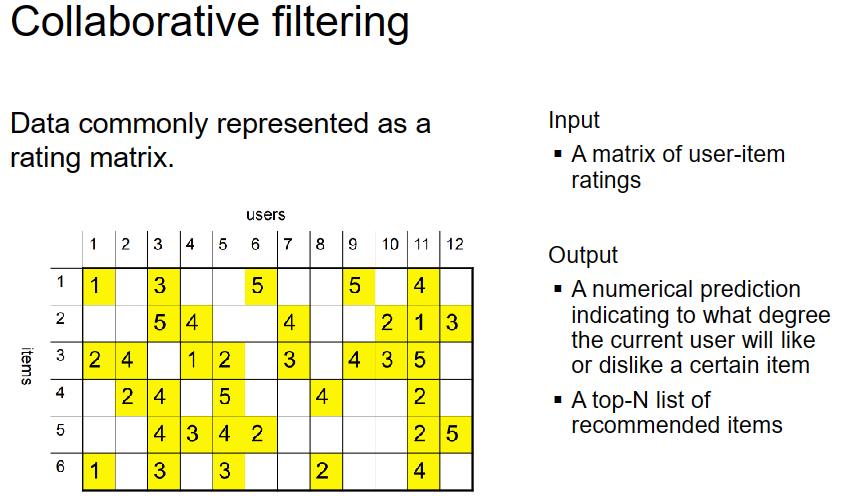 Collaborative filtering
Data commonly represented as a
rating matrix.
users
1 2 3 4 5 6 7 8 9 10 11 12
items
1 1 3 5 5 4
2 5 4 4 2 1 3
3 2 4 1 2 3 4 3 5
4 2 4 5 4 2
5 4 3 4 2 2 5
6 1 3 3 2 4
Input
▪ A matrix of user-item
ratings
Output
▪ A numerical prediction
indicating to what degree
the current user will like
or dislike a certain item
▪ A top-N list of
recommended items